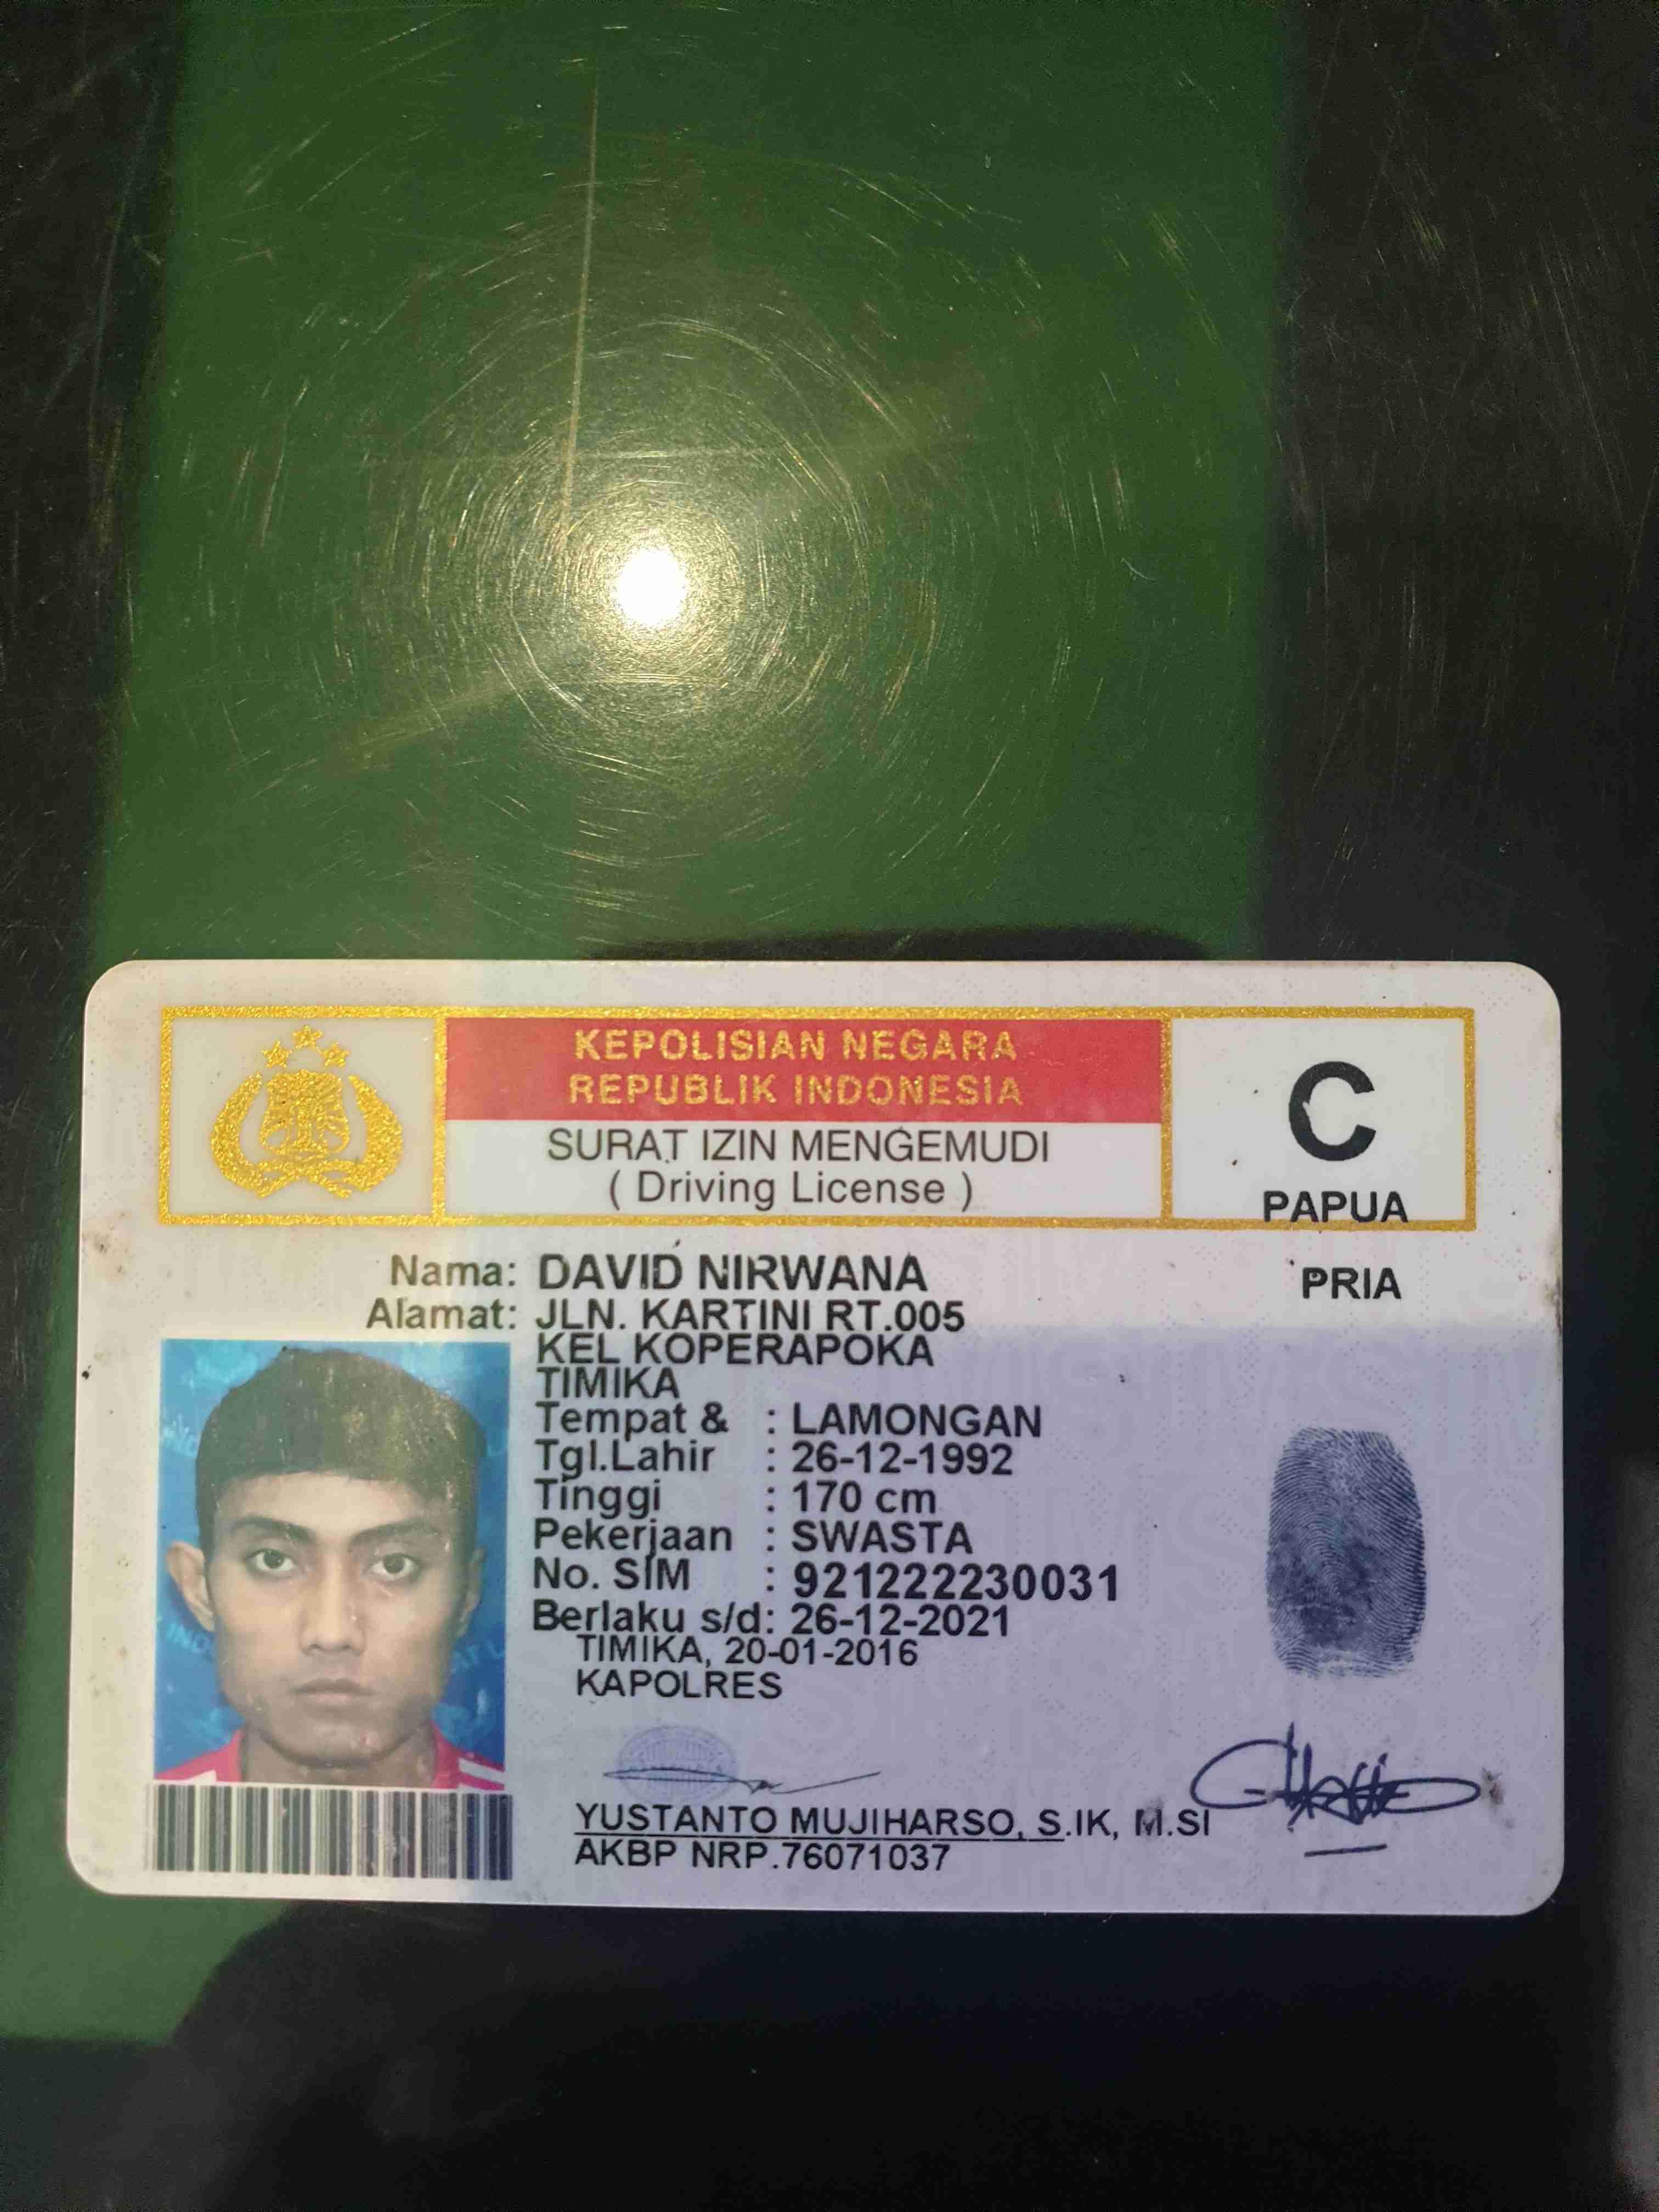 KEPOLISIAN NEGARA
REPUBLIK INDONESIA
SURAT IZIN MENGEMUDI
( Driving License )
C
PAPUA
Nama: DAVID NIRWANA
PRIA
Alamat: JLN. KARTINI RT.005
KEL KOPERAPOKA
TIMIKA
Tempat & : LAMONGAN
Tgl.Lahir : 26-12-1992
Tinggi : 170 cm
Pekerjaan : SWASTA
No. SIM : 921222230031
Berlaku s/d: 26-12-2021
TIMIKA, 20-01-2016
KAPOLRES
YUSTANTO MUJIHARSO, S.IK, M.SI
AKBP NRP.76071037